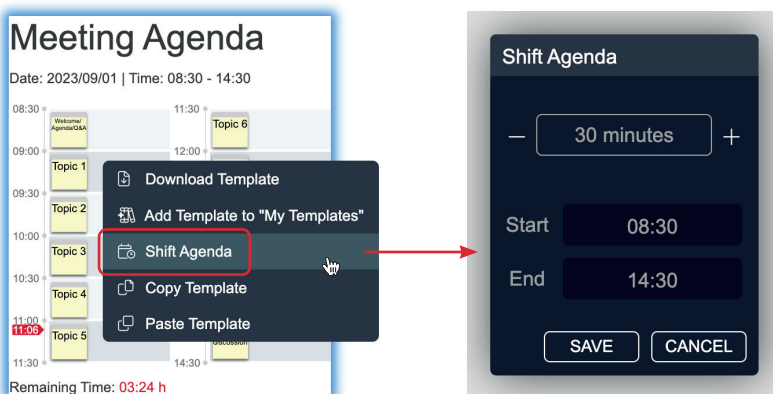 Meeting Agenda
Date: 2023/09/01 | Time: 08:30 - 14:30
08:30
Welcome/
Agenda/Q&A
09:00
Topic 1
09:30
Topic 2
10:00
Topic 3
10:30
Topic 4
11:00
11:06
Topic 5
11:30
11:30
Topic 6
12:00
discussion
14:30
Remaining Time: 03:24 h
Download Template
Add Template to "My Templates"
Shift Agenda
Copy Template
Paste Template
Shift Agenda
− 30 minutes +
Start 08:30
End 14:30
SAVE CANCEL